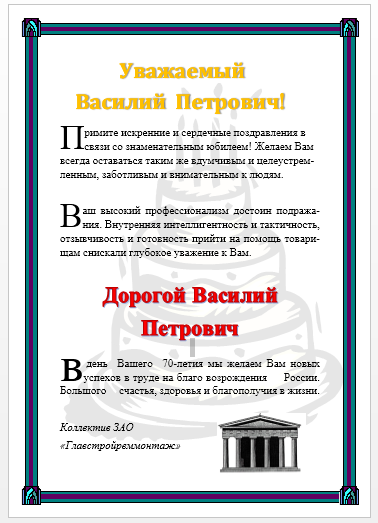 Уважаемый
Василий Петрович!
Примите искренние и сердечные поздравления в
связи со знаменательным юбилеем! Желаем Вам
всегда оставаться таким же вдумчивым и целеустрем-
ленным, заботливым и внимательным к людям.
Ваш высокий профессионализм достоин подража-
ния. Внутренняя интеллигентность и тактичность,
отзывчивость и готовность прийти на помощь товари-
щам снискали глубокое уважение к Вам.
Дорогой Василий
Петрович
В день Вашего 70-летия мы желаем Вам новых
успехов в труде на благо возрождения России.
Большого счастья, здоровья и благополучия в жизни.
Коллектив ЗАО
«Главстройремmонтаж»